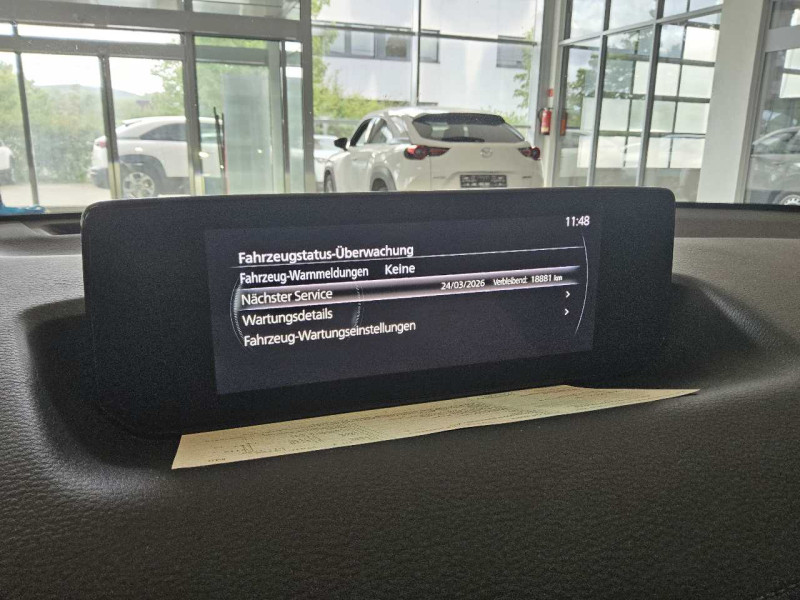 11:48
Fahrzeugstatus-Überwachung
Fahrzeug-Warnmeldungen Keine
Nächster Service 24/03/2026 Verbleibend: 18881 km
Wartungsdetails
Fahrzeug-Wartungseinstellungen